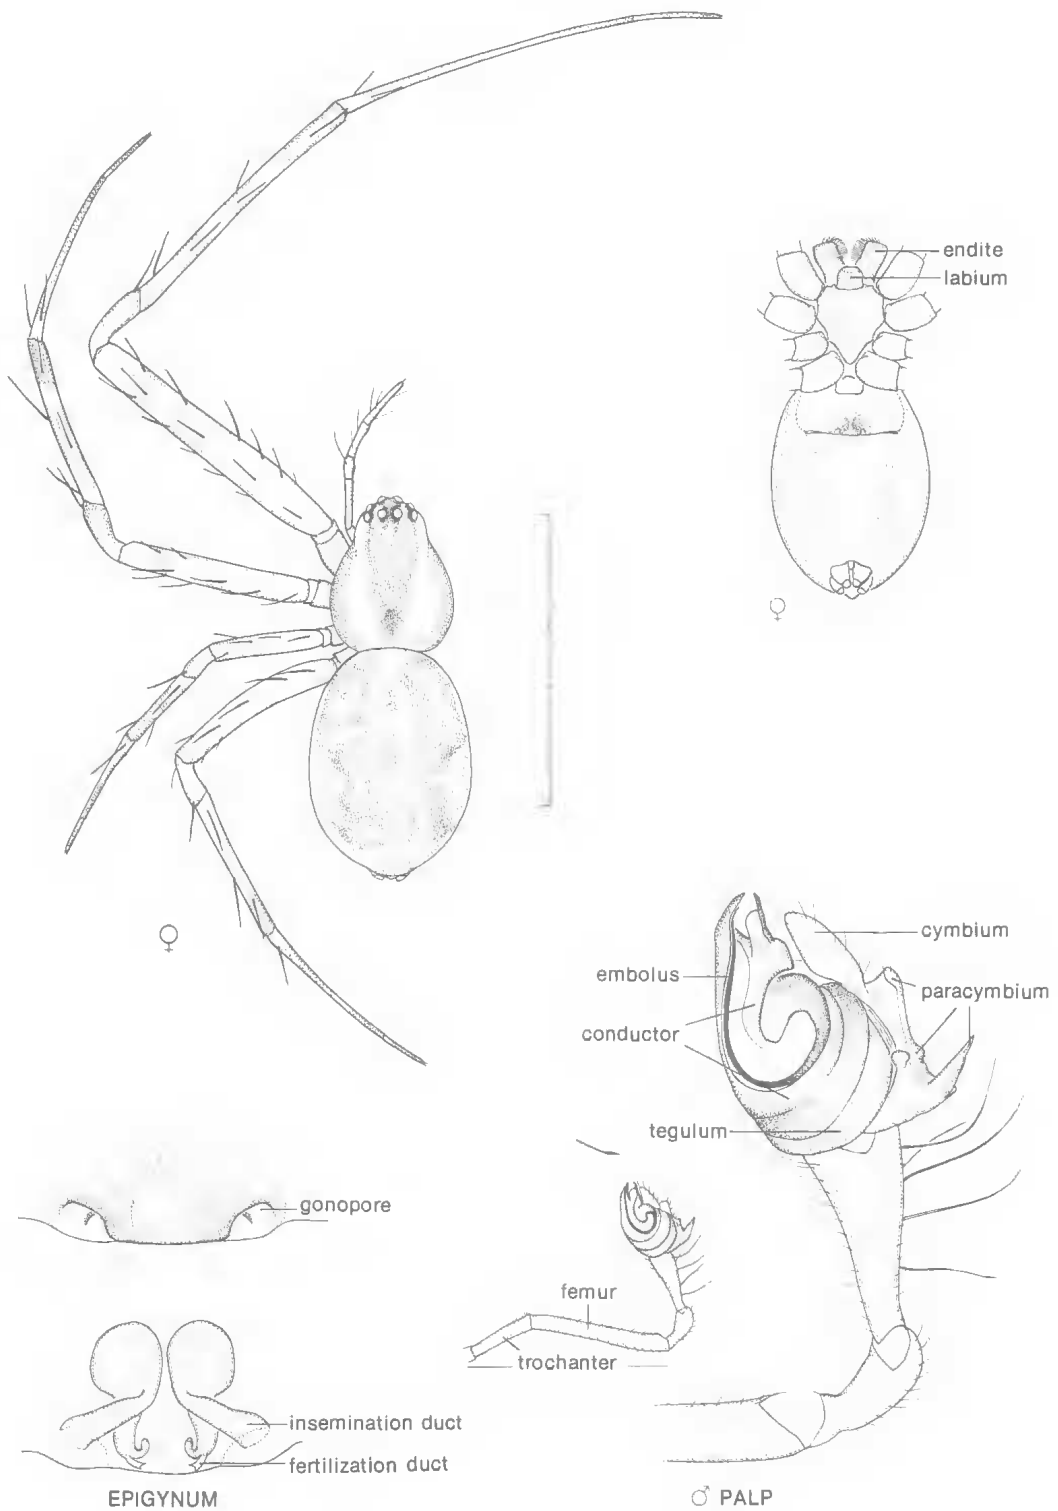 endite
labium
♀
♀
cymbium
embolus
paracymbium
conductor
tegulum
gonopore
femur
trochanter
insemination duct
fertilization duct
EPIGYNUM
♂ PALP